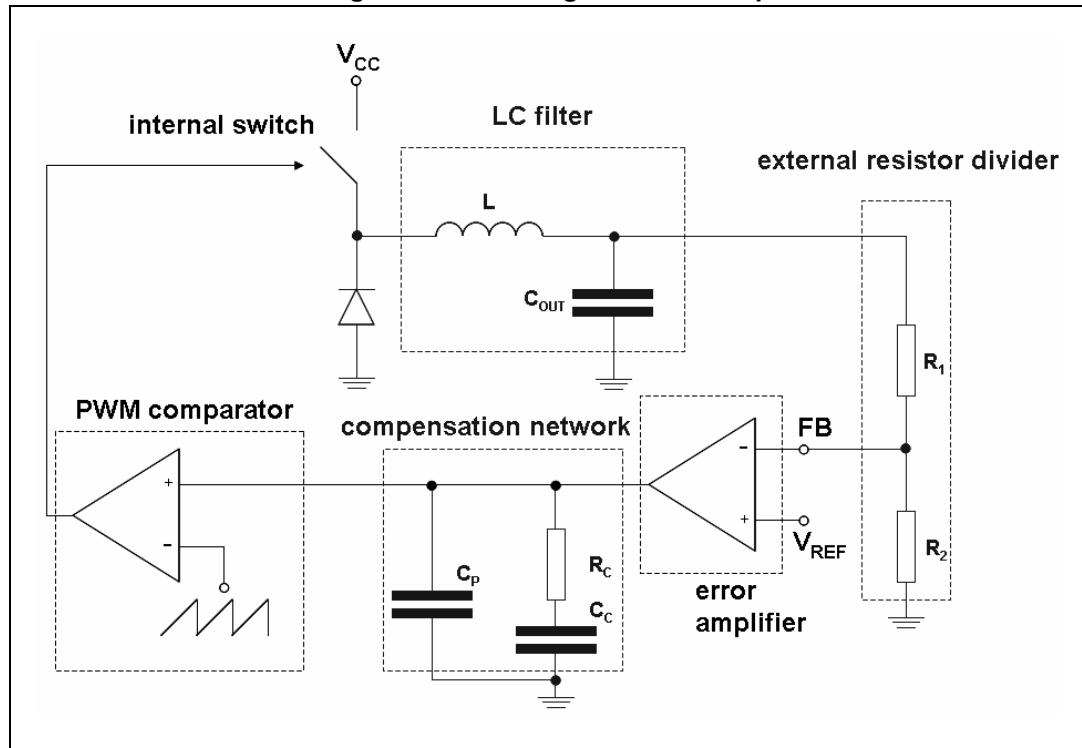 V_CC
internal switch
LC filter
external resistor divider
L
C_OUT
R_1
PWM comparator
compensation network
FB
-
+
+
-
V_REF
R_2
C_P
R_C
C_C
error
amplifier